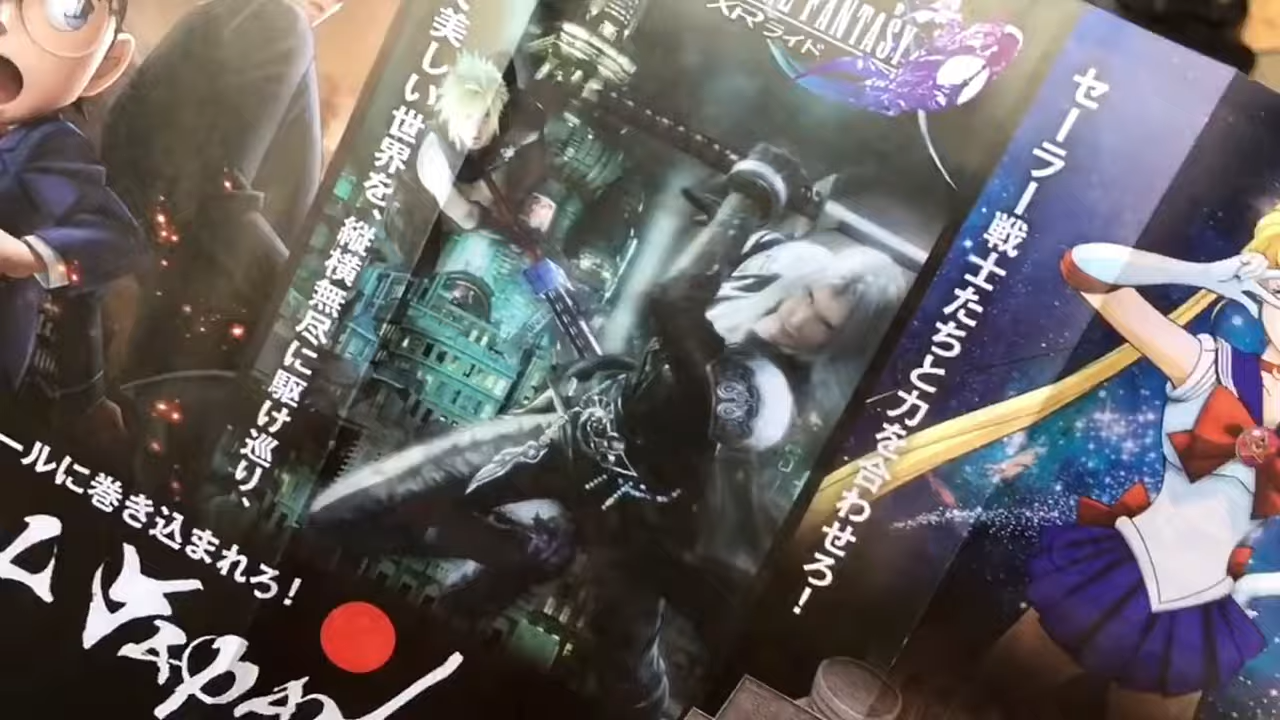 美しい世界を、縦横無尽に駆け巡り、
FANTASY
XRライド
セーラー戦士たちと力を合わせろ！
ールに巻き込まれろ！